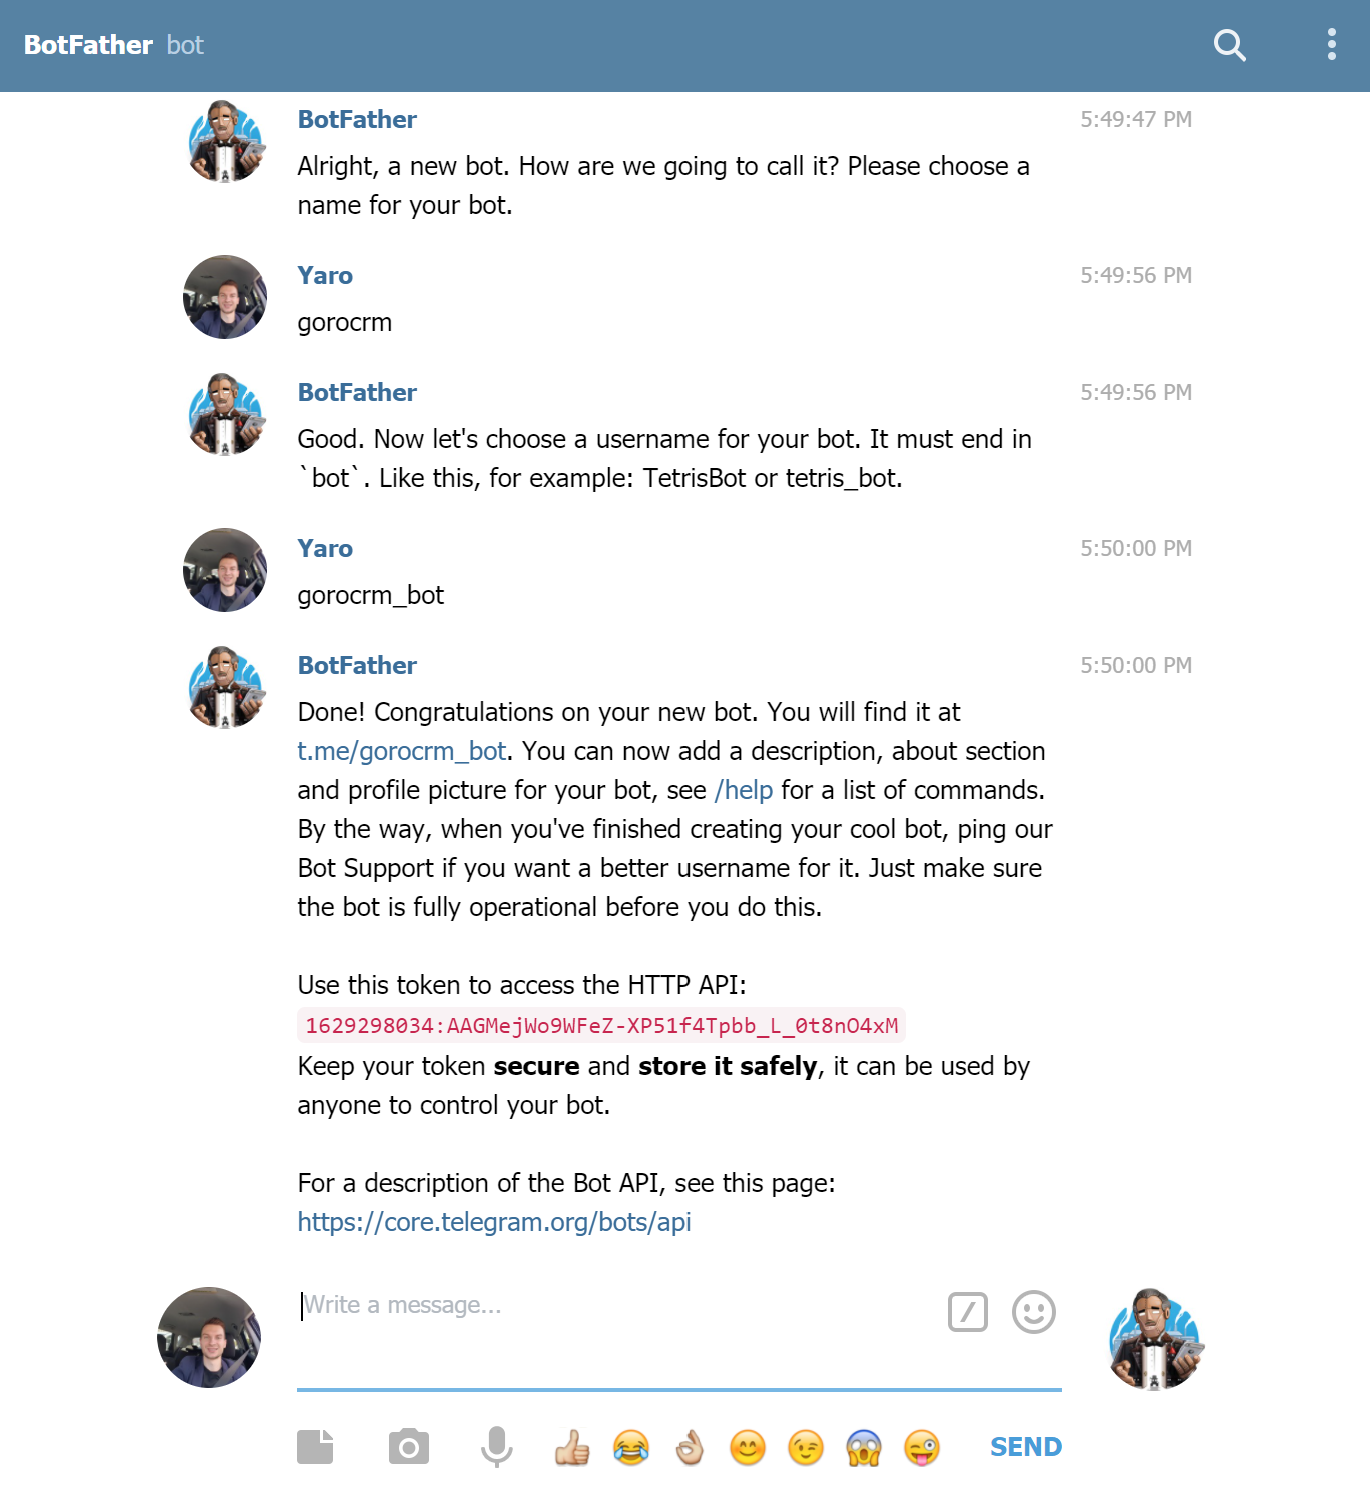 BotFather bot
BotFather 5:49:47 PM
Alright, a new bot. How are we going to call it? Please choose a
name for your bot.
Yaro 5:49:56 PM
gorocrm
BotFather 5:49:56 PM
Good. Now let's choose a username for your bot. It must end in
`bot`. Like this, for example: TetrisBot or tetris_bot.
Yaro 5:50:00 PM
gorocrm_bot
BotFather 5:50:00 PM
Done! Congratulations on your new bot. You will find it at
t.me/gorocrm_bot. You can now add a description, about section
and profile picture for your bot, see /help for a list of commands.
By the way, when you've finished creating your cool bot, ping our
Bot Support if you want a better username for it. Just make sure
the bot is fully operational before you do this.
Use this token to access the HTTP API:
1629298034:AAGMejWo9WFeZ-XP51f4Tpbb_L_0t8nO4xM
Keep your token secure and store it safely, it can be used by
anyone to control your bot.
For a description of the Bot API, see this page:
https://core.telegram.org/bots/api
Write a message...
SEND